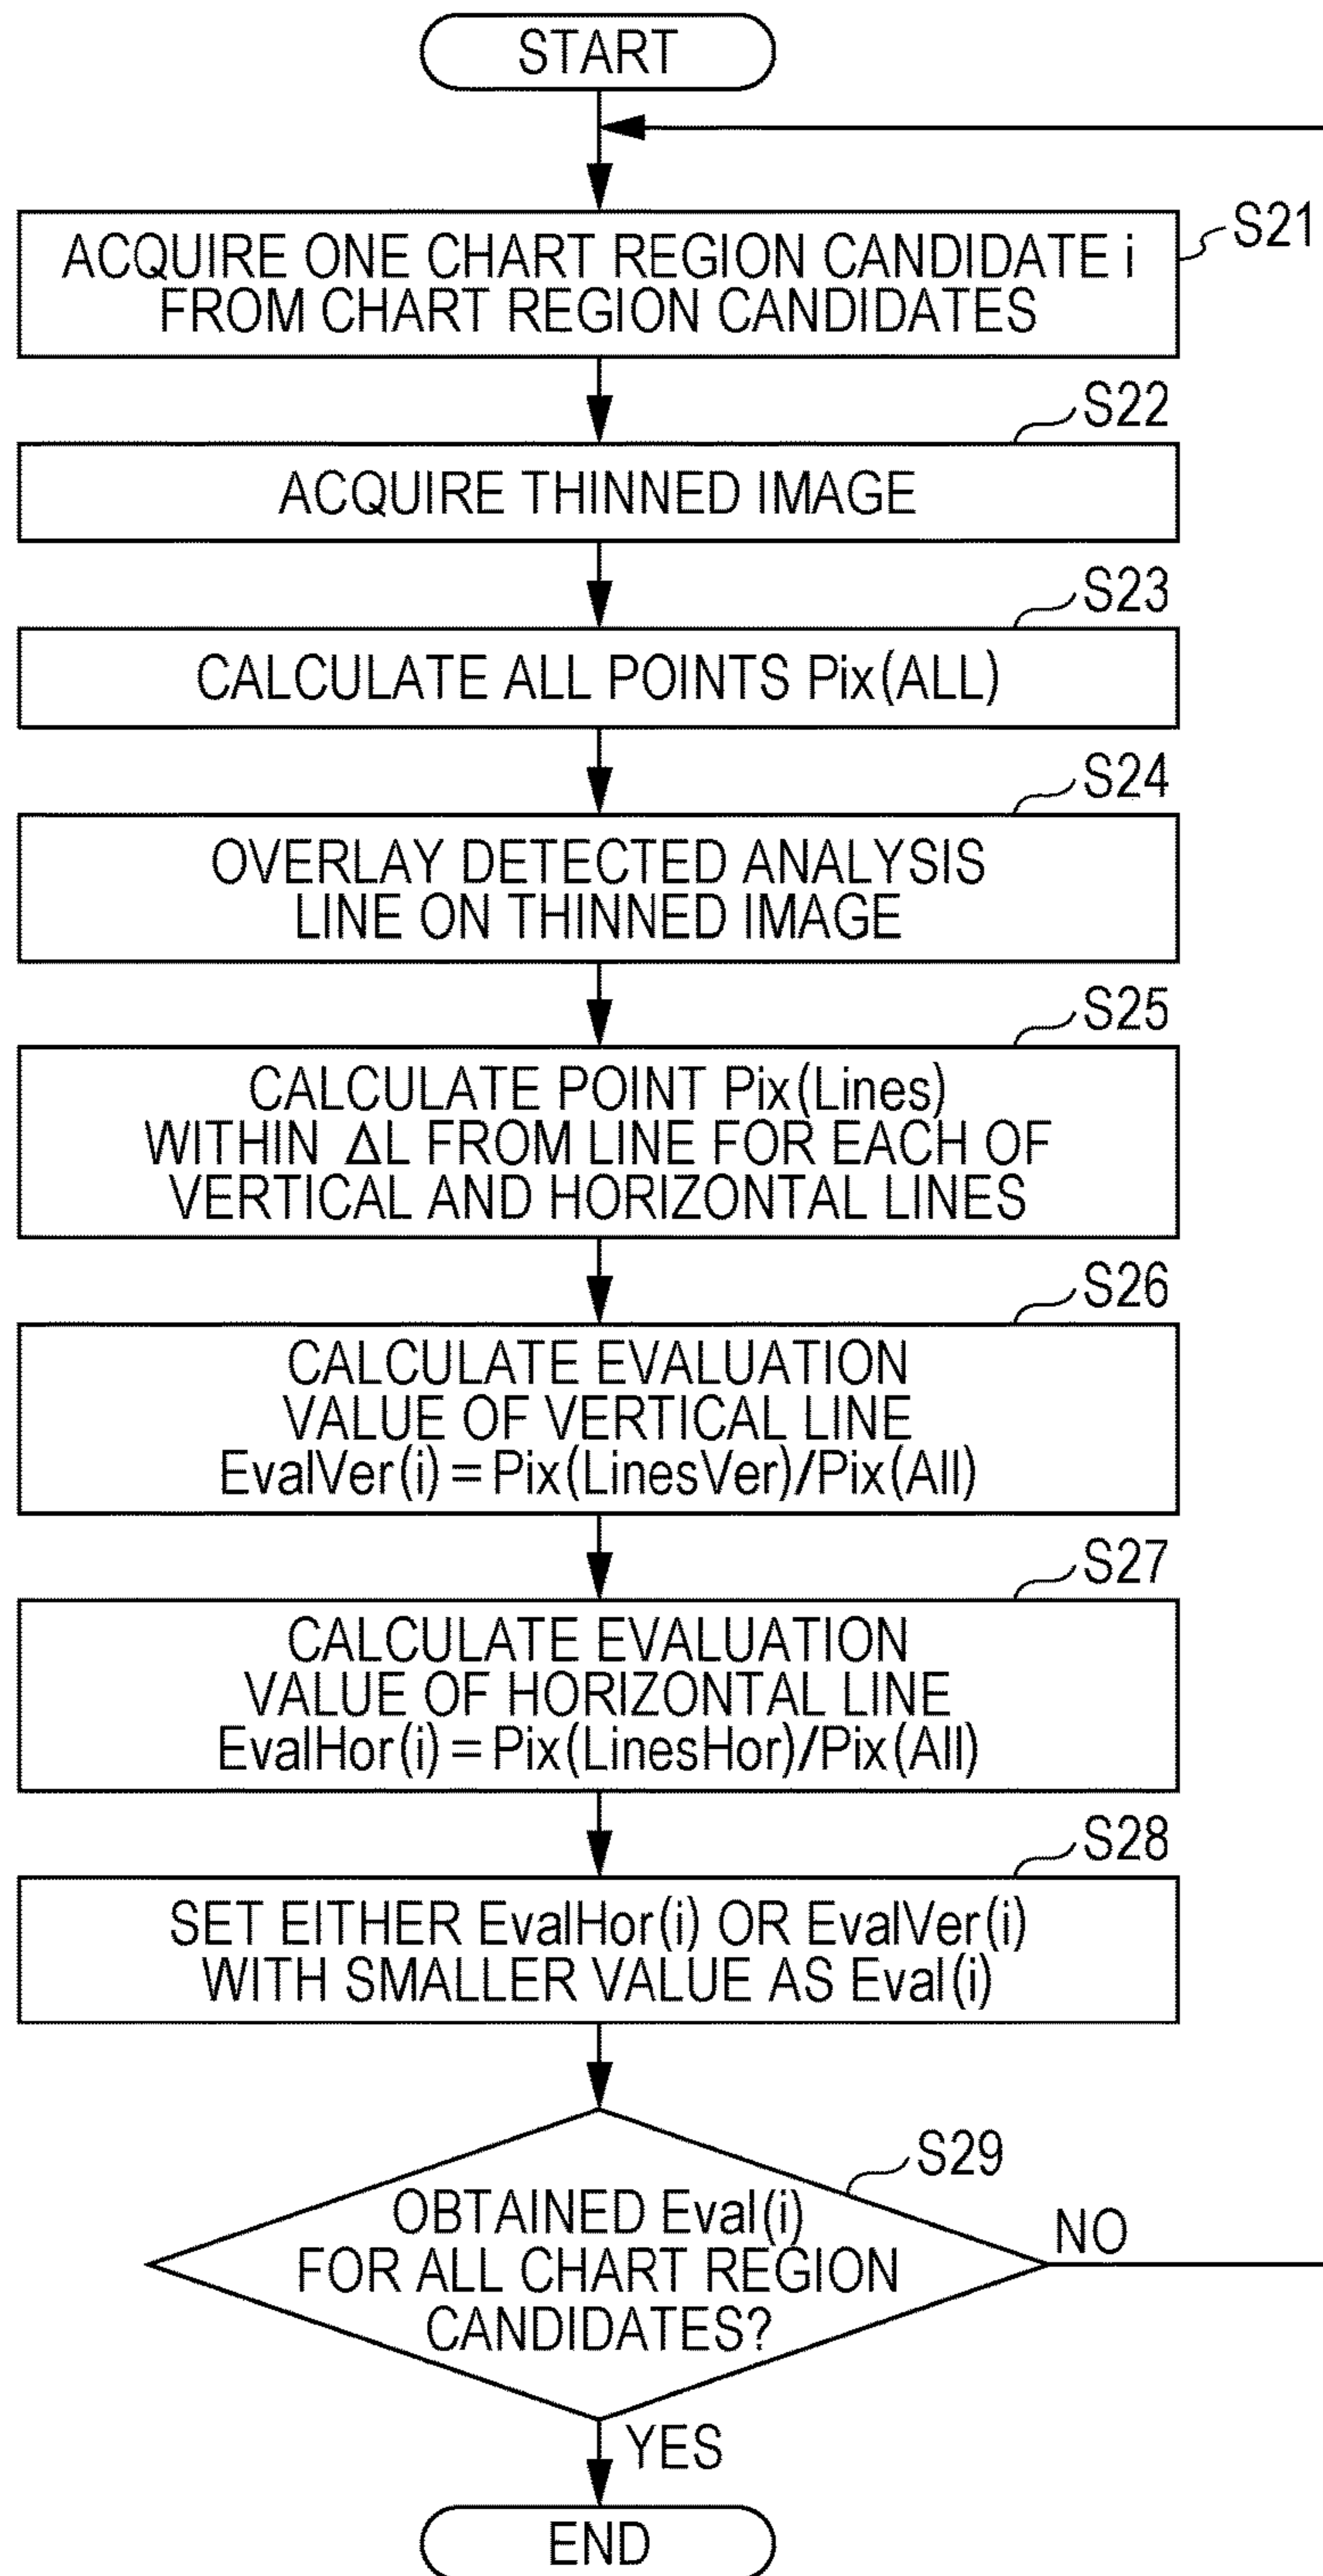 START
ACQUIRE ONE CHART REGION CANDIDATE i
FROM CHART REGION CANDIDATES
S21
S22
ACQUIRE THINNED IMAGE
S23
CALCULATE ALL POINTS Pix(ALL)
S24
OVERLAY DETECTED ANALYSIS
LINE ON THINNED IMAGE
S25
CALCULATE POINT Pix(Lines)
WITHIN ΔL FROM LINE FOR EACH OF
VERTICAL AND HORIZONTAL LINES
S26
CALCULATE EVALUATION
VALUE OF VERTICAL LINE
EvalVer(i) = Pix(LinesVer)/Pix(All)
S27
CALCULATE EVALUATION
VALUE OF HORIZONTAL LINE
EvalHor(i) = Pix(LinesHor)/Pix(All)
S28
SET EITHER EvalHor(i) OR EvalVer(i)
WITH SMALLER VALUE AS Eval(i)
S29
OBTAINED Eval(i)
FOR ALL CHART REGION
CANDIDATES?
NO
YES
END